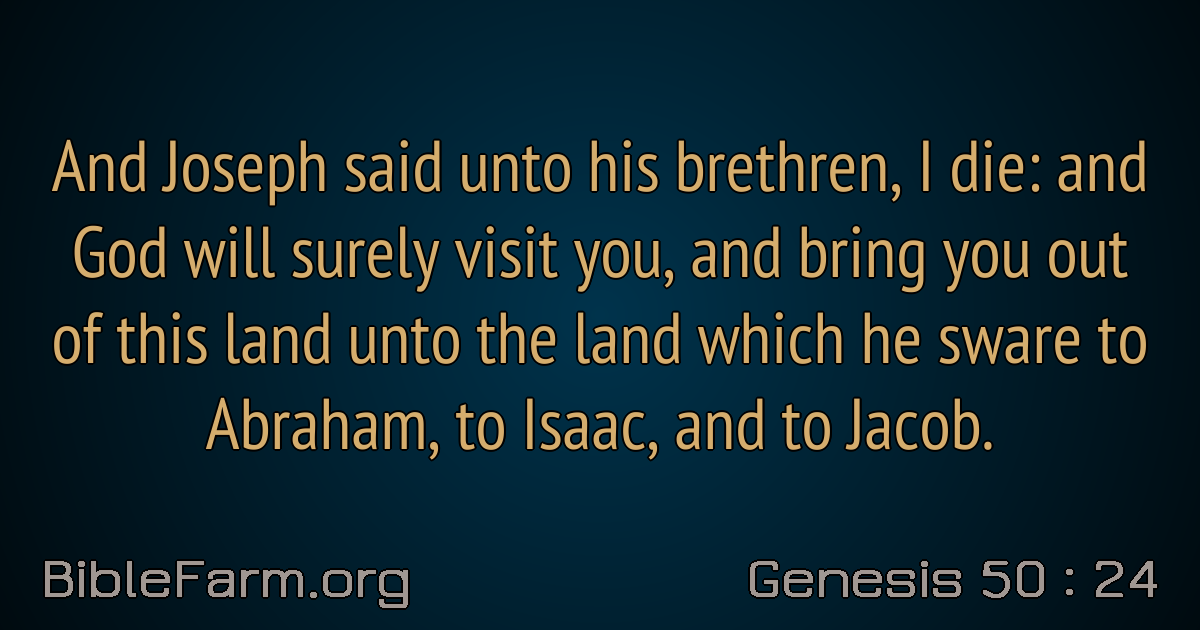 And Joseph said unto his brethren, I die: and
God will surely visit you, and bring you out
of this land unto the land which he sware to
Abraham, to Isaac, and to Jacob.
BibleFarm.org
Genesis 50 : 24